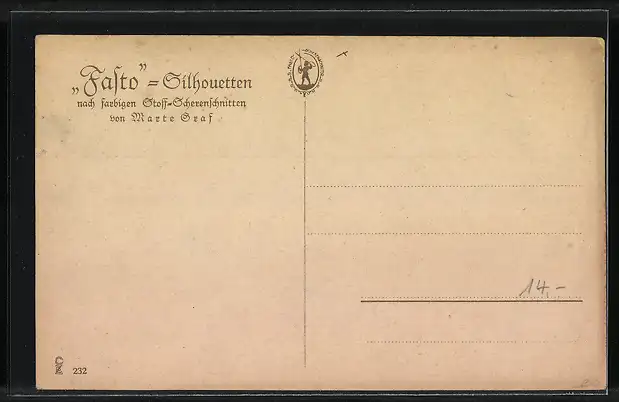 „Faſto”=Silhouetten
nach farbigen Stoff=Scherenſchnitten
von Marte Graf
14,-
232